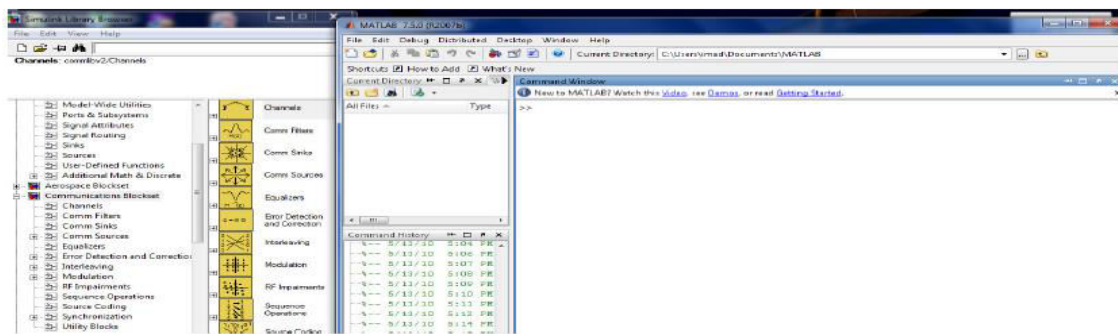 Simulink Library Browser
File Edit View Help
Channels: commlibv2/Channels
Model-Wide Utilities
Ports & Subsystems
Signal Attributes
Signal Routing
Sinks
Sources
User-Defined Functions
Additional Math & Discrete
Aerospace Blockset
Communications Blockset
Channels
Comm Filters
Comm Sinks
Comm Sources
Equalizers
Error Detection and Correction
Interleaving
Modulation
RF Impairments
Sequence Operations
Source Coding
Synchronization
Utility Blocks
Channels
Comm Filters
Comm Sinks
Comm Sources
Equalizers
Error Detection
and Correction
Interleaving
Modulation
RF Impairments
Sequence
Operations
Source Coding
MATLAB 7.5.0 (R2007b)
File Edit Debug Distributed Desktop Window Help
Current Directory: C:\Users\imad\Documents\MATLAB
Shortcuts How to Add What's New
Current Directory
All Files Type
Command History
%-- 5/13/10 5:04 PM
%-- 5/13/10 5:06 PM
%-- 5/13/10 5:07 PM
%-- 5/13/10 5:08 PM
%-- 5/13/10 5:09 PM
%-- 5/13/10 5:10 PM
%-- 5/13/10 5:11 PM
%-- 5/13/10 5:12 PM
%-- 5/13/10 5:14 PM
Command Window
New to MATLAB? Watch this Video, see Demos, or read Getting Started.
>>